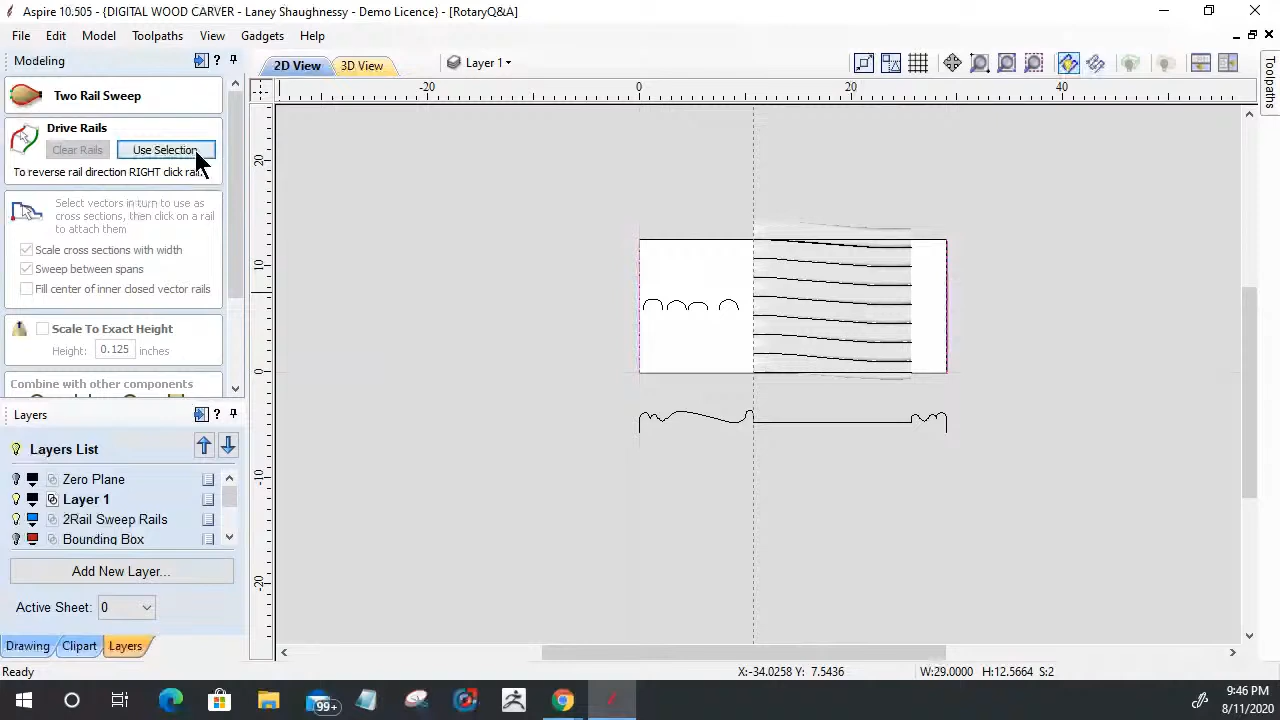 Aspire 10.505 - {DIGITAL WOOD CARVER - Laney Shaughnessy - Demo Licence} - [RotaryQ&A]
File Edit Model Toolpaths View Gadgets Help
Modeling
2D View 3D View Layer 1
Two Rail Sweep
Drive Rails
Clear Rails Use Selection
To reverse rail direction RIGHT click
Select vectors in turn to use as
cross sections, then click on a rail
to attach them
Scale cross sections with width
Sweep between spans
Fill center of inner closed vector rails
Scale To Exact Height
Height: 0.125 inches
Combine with other components
Layers
Layers List
Zero Plane
Layer 1
2Rail Sweep Rails
Bounding Box
Add New Layer...
Active Sheet: 0
Drawing Clipart Layers
-20 0 20 40
20
10
0
-10
-20
Toolpaths
Ready X:-34.0258 Y: 7.5436 W:29.0000 H:12.5664 S:2
99+
9:46 PM
8/11/2020